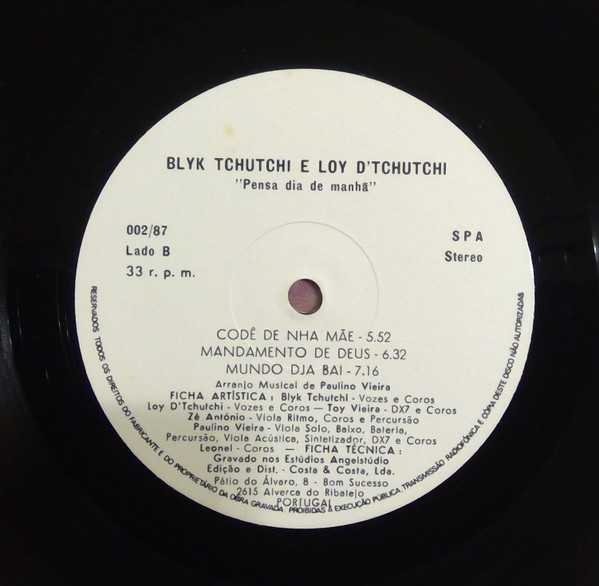 BLYK TCHUTCHI E LOY D'TCHUTCHI
"Pensa dia de manhã"
002/87
Lado B
33 r. p. m.
S P A
Stereo
CODÊ DE NHA MÃE - 5.52
MANDAMENTO DE DEUS - 6.32
MUNDO DJA BAI - 7.16
Arranjo Musical de Paulino Vieira
FICHA ARTÍSTICA : Blyk Tchutchi - Vozes e Coros
Loy D'Tchutchi - Vozes e Coros — Toy Vieira - DX7 e Coros
Zé António - Viola Ritmo, Coros e Percursão
Paulino Vieira - Viola Solo, Baixo, Bateria,
Percursão, Viola Acústica, Sintetizador, DX7 e Coros
Leonel - Coros — FICHA TÉCNICA :
Gravado nos Estúdios Angelstúdio
Edição e Dist. - Costa & Costa, Lda.
Pátio do Álvaro, 8 - Bom Sucesso
2615 Alverca do Ribatejo
PORTUGAL
RESERVADOS TODOS OS DIREITOS DO FABRICANTE E DO PROPRIETÁRIO DA OBRA GRAVADA. PROIBIDAS A EXECUÇÃO PÚBLICA, TRANSMISSÃO RADIOFÓNICA E CÓPIA DESTE DISCO NÃO AUTORIZADAS